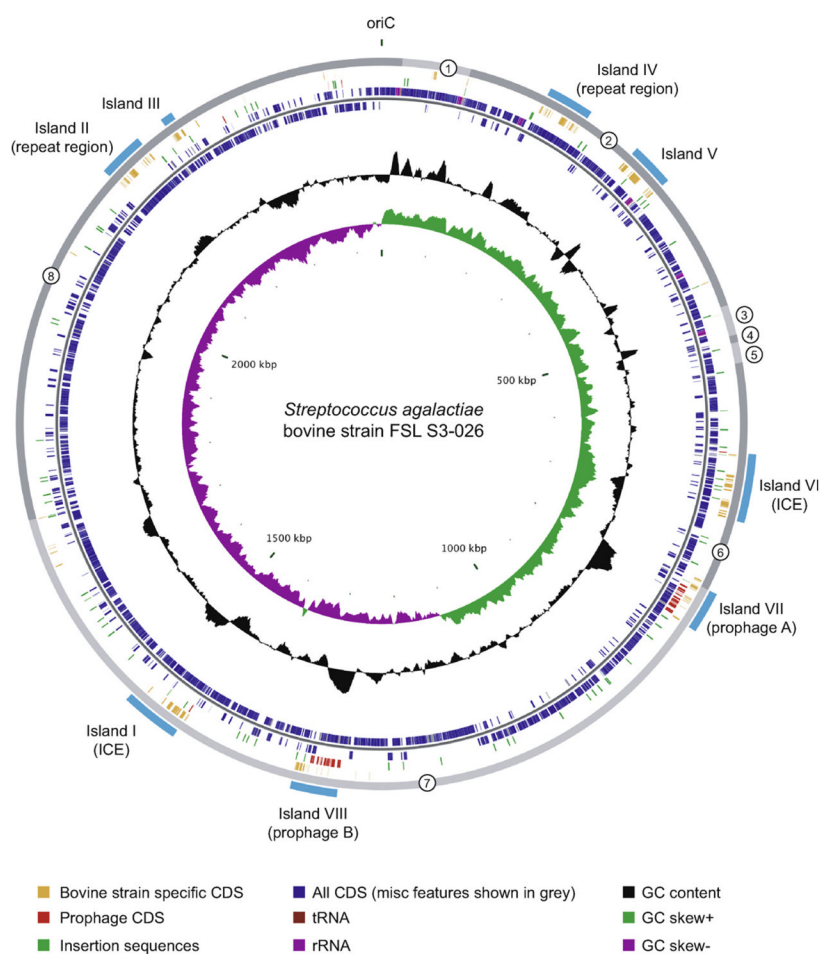 oriC
1
Island IV
(repeat region)
Island III
Island II
(repeat region)
2
Island V
8
3
4
5
2000 kbp
500 kbp
Streptococcus agalactiae
bovine strain FSL S3-026
Island VI
(ICE)
1500 kbp
1000 kbp
6
Island VII
(prophage A)
Island I
(ICE)
7
Island VIII
(prophage B)
Bovine strain specific CDS
All CDS (misc features shown in grey)
GC content
Prophage CDS
tRNA
GC skew+
Insertion sequences
rRNA
GC skew-